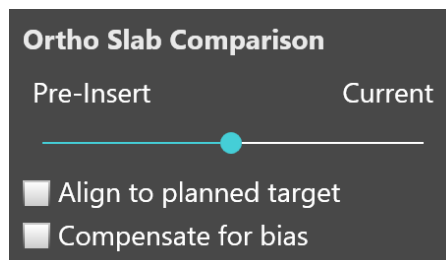 Ortho Slab Comparison
Pre-Insert Current
Align to planned target
Compensate for bias